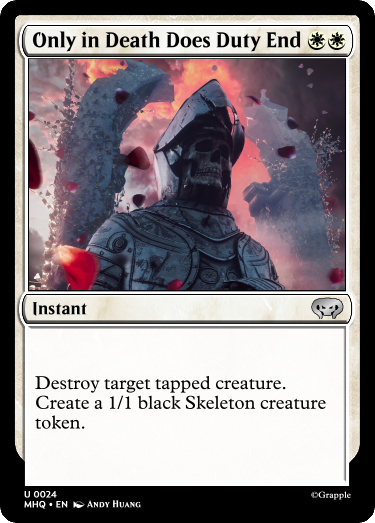 Only in Death Does Duty End
Instant
Destroy target tapped creature.
Create a 1/1 black Skeleton creature
token.
U 0024
©Grapple
MHQ • EN Andy Huang